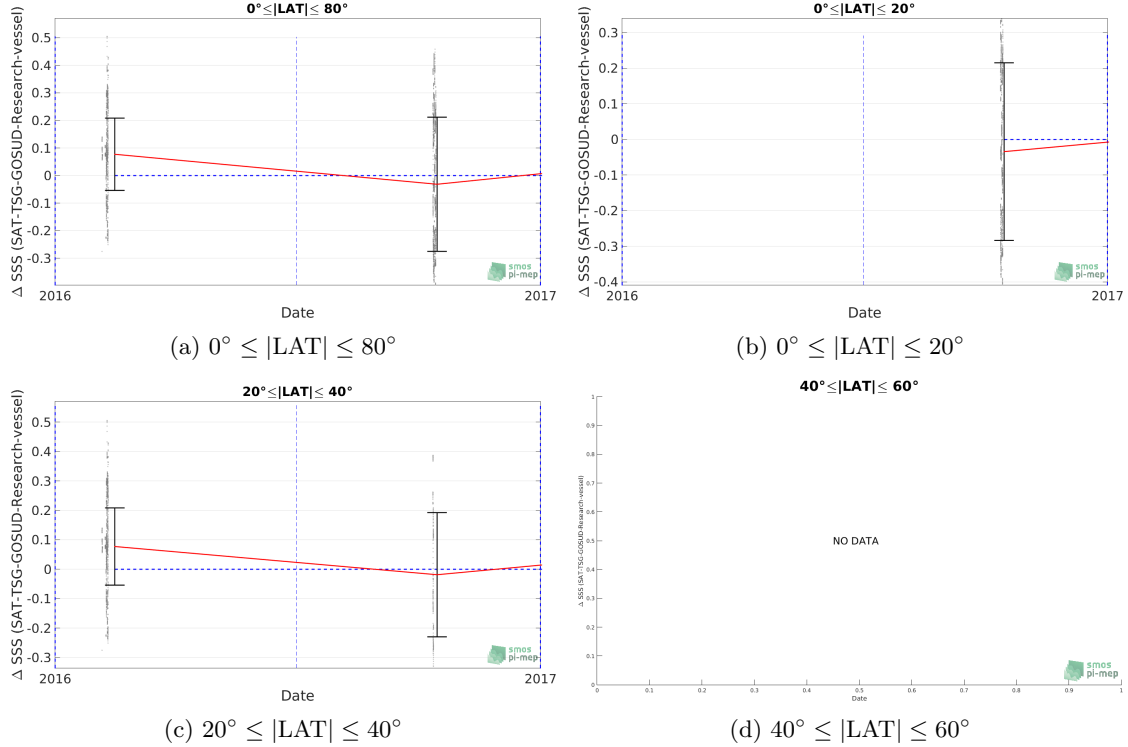 0°≤|LAT|≤ 80°
Δ SSS (SAT-TSG-GOSUD-Research-vessel)
0.5
0.4
0.3
0.2
0.1
0
-0.1
-0.2
-0.3
2016
2017
Date
smos
pi-mep
(a) 0° ≤ |LAT| ≤ 80°
0°≤|LAT|≤ 20°
Δ SSS (SAT-TSG-GOSUD-Research-vessel)
0.3
0.2
0.1
0
-0.1
-0.2
-0.3
-0.4
2016
2017
Date
smos
pi-mep
(b) 0° ≤ |LAT| ≤ 20°
20°≤|LAT|≤ 40°
Δ SSS (SAT-TSG-GOSUD-Research-vessel)
0.5
0.4
0.3
0.2
0.1
0
-0.1
-0.2
-0.3
2016
2017
Date
smos
pi-mep
(c) 20° ≤ |LAT| ≤ 40°
40°≤|LAT|≤ 60°
Δ SSS (SAT-TSG-GOSUD-Research-vessel)
1
0.9
0.8
0.7
0.6
0.5
0.4
0.3
0.2
0.1
0
NO DATA
0 0.1 0.2 0.3 0.4 0.5 0.6 0.7 0.8 0.9 1
Date
smos
pi-mep
(d) 40° ≤ |LAT| ≤ 60°